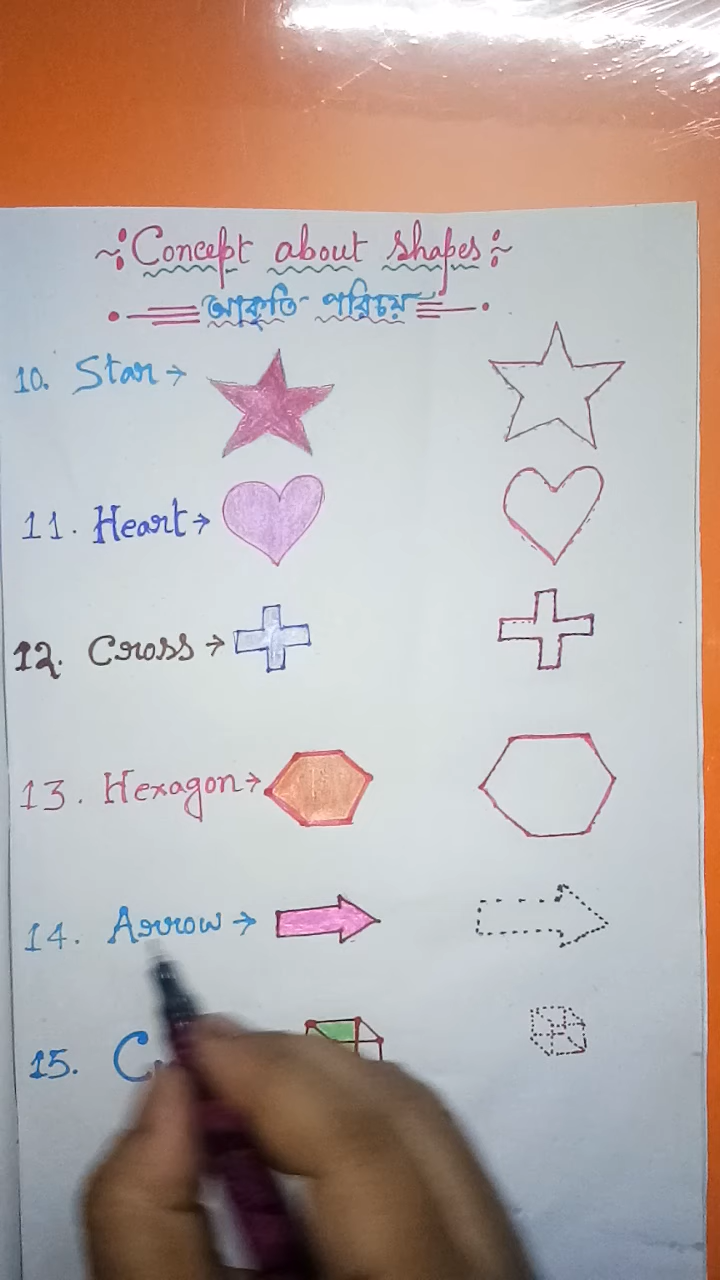 Concept about shapes
আকৃতি পরিচয়
10. Star →
11. Heart →
12. Cross →
13. Hexagon →
14. Arrow →
15.